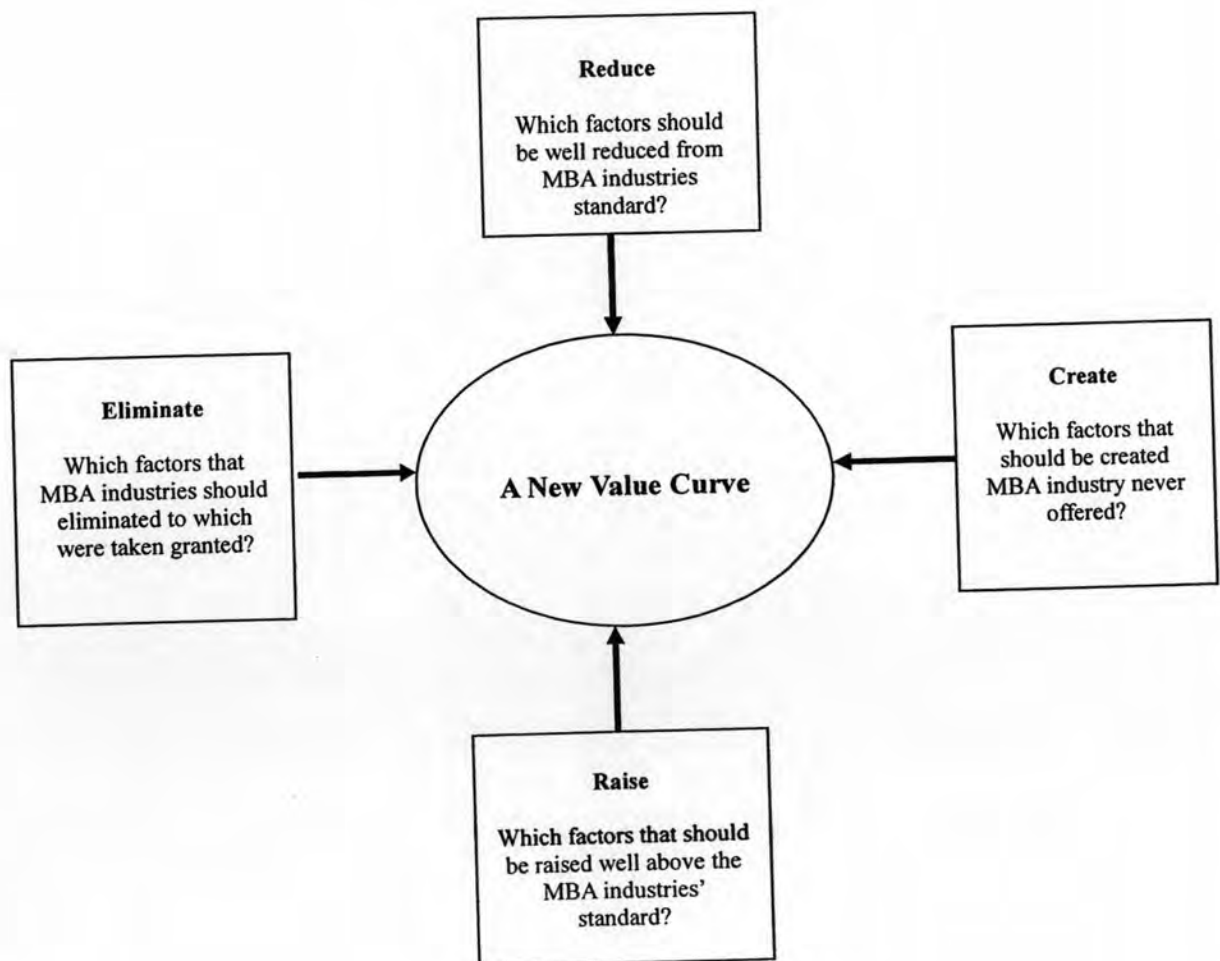 Reduce
Which factors should
be well reduced from
MBA industries
standard?
Eliminate
Which factors that
MBA industries should
eliminated to which
were taken granted?
A New Value Curve
Create
Which factors that
should be created
MBA industry never
offered?
Raise
Which factors that should
be raised well above the
MBA industries’
standard?